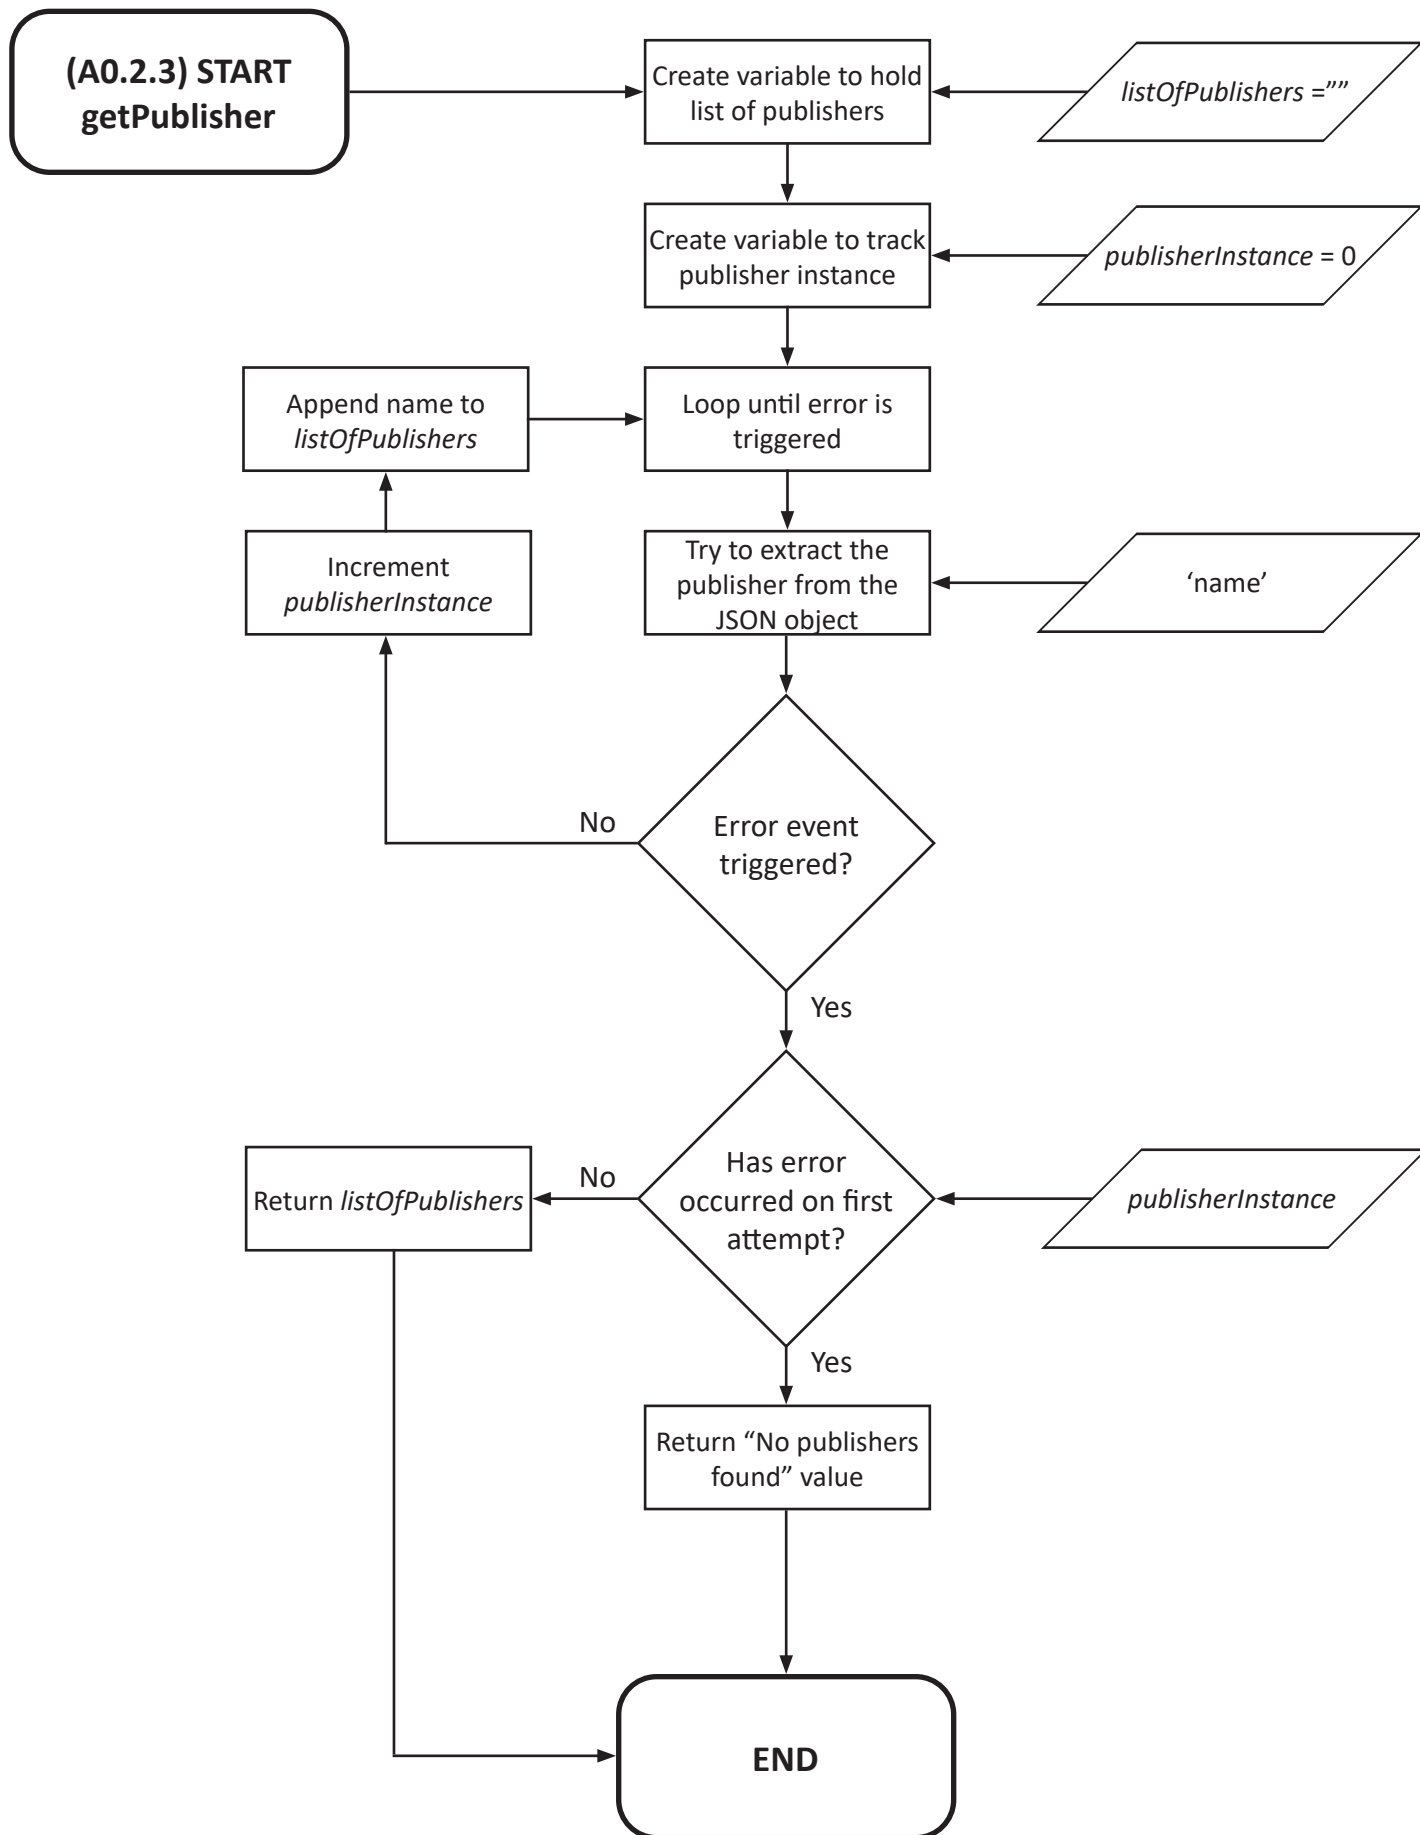 (A0.2.3) START
getPublisher
Create variable to hold
list of publishers
listOfPublishers =””
Create variable to track
publisher instance
publisherInstance = 0
Append name to
listOfPublishers
Loop until error is
triggered
Increment
publisherInstance
Try to extract the
publisher from the
JSON object
‘name’
No
Error event
triggered?
Yes
Return listOfPublishers
No
Has error
occurred on first
attempt?
publisherInstance
Yes
Return “No publishers
found” value
END